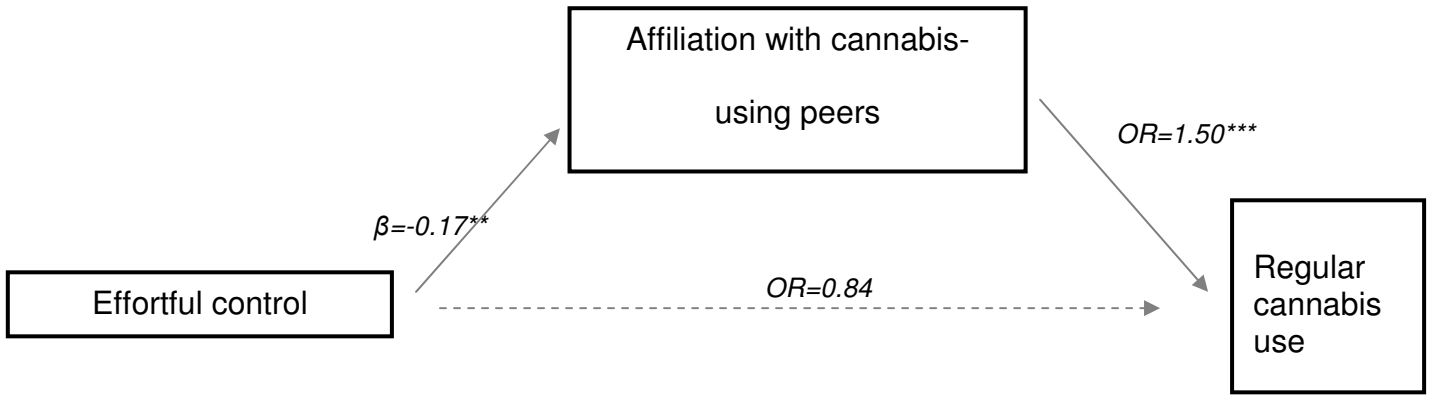 Affiliation with cannabis-
using peers
OR=1.50***
β=-0.17**
Effortful control
OR=0.84
Regular
cannabis
use